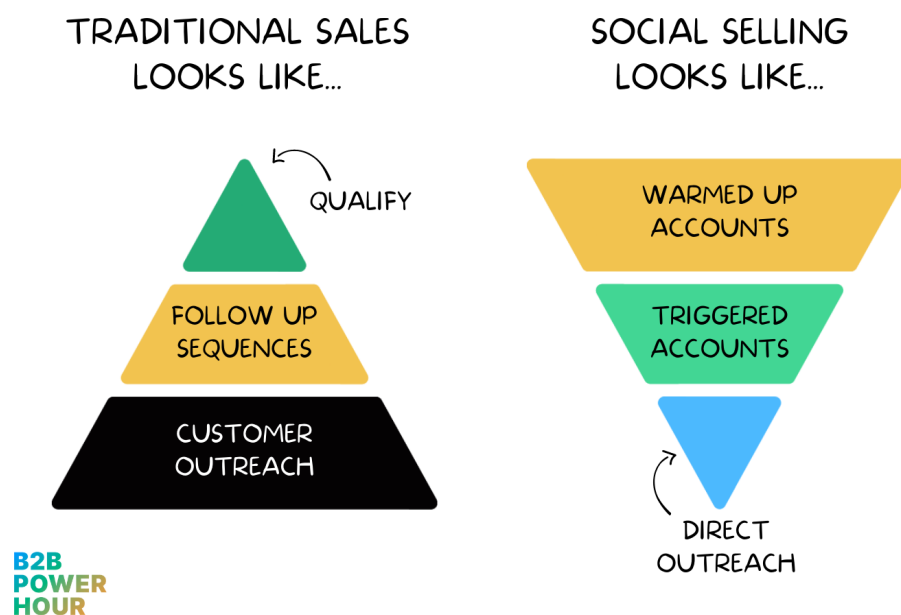 TRADITIONAL SALES
LOOKS LIKE...
QUALIFY
FOLLOW UP
SEQUENCES
CUSTOMER
OUTREACH
SOCIAL SELLING
LOOKS LIKE...
WARMED UP
ACCOUNTS
TRIGGERED
ACCOUNTS
DIRECT
OUTREACH
B2B
POWER
HOUR